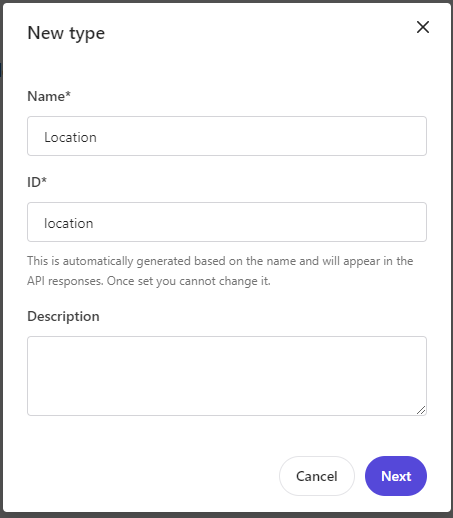 New type
Name*
Location
ID*
location
This is automatically generated based on the name and will appear in the
API responses. Once set you cannot change it.
Description
Cancel
Next